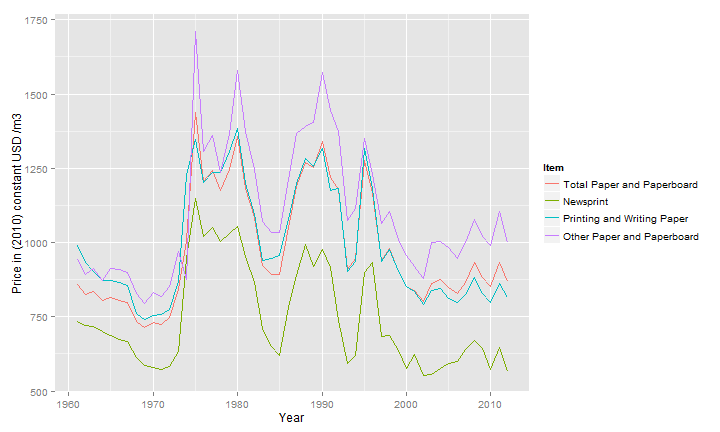 1750
1500
1250
1000
750
500
Price in (2010) constant USD /m3
1960
1970
1980
1990
2000
2010
Year
Item
Total Paper and Paperboard
Newsprint
Printing and Writing Paper
Other Paper and Paperboard